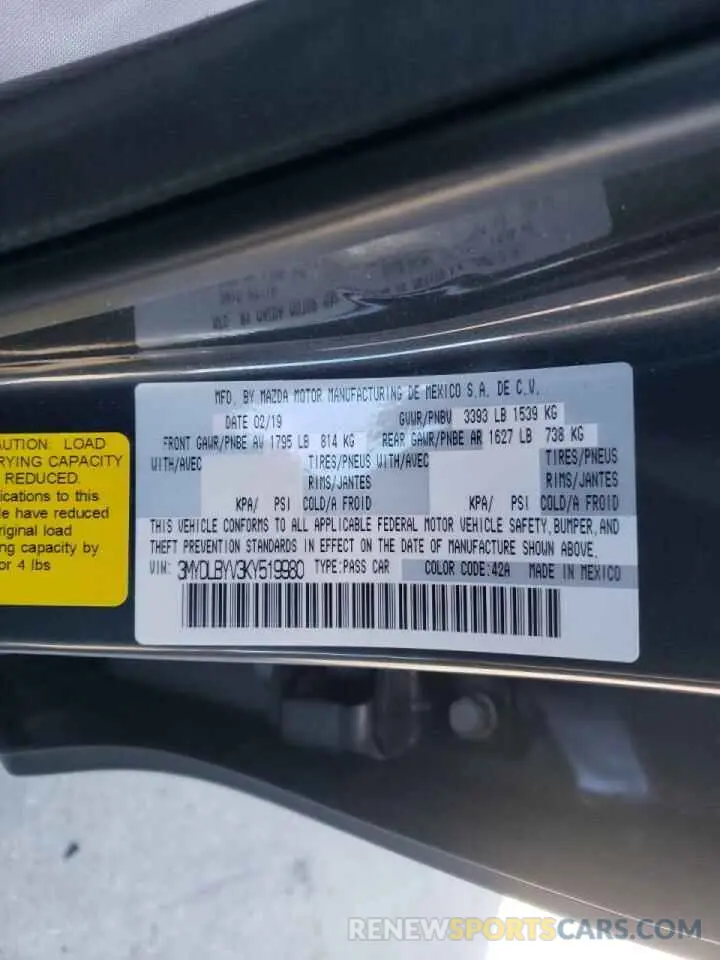 MFD. BY MAZDA MOTOR MANUFACTURING DE MEXICO S.A. DE C.V.
DATE 02/19 GVWR/PNBV 3393 LB 1539 KG
FRONT GAWR/PNBE AV 1795 LB 814 KG REAR GAWR/PNBE AR 1627 LB 738 KG
WITH/AVEC TIRES/PNEUS WITH/AVEC TIRES/PNEUS
RIMS/JANTES RIMS/JANTES
KPA/ PSI COLD/A FROID KPA/ PSI COLD/A FROID
THIS VEHICLE CONFORMS TO ALL APPLICABLE FEDERAL MOTOR VEHICLE SAFETY, BUMPER, AND
THEFT PREVENTION STANDARDS IN EFFECT ON THE DATE OF MANUFACTURE SHOWN ABOVE.
VIN: 3MYDLBYV3KY519980 TYPE:PASS CAR COLOR CODE:42A MADE IN MEXICO
AUTION: LOAD
RYING CAPACITY
REDUCED.
ications to this
le have reduced
original load
ng capacity by
or 4 lbs
RENEWSPORTSCARS.COM